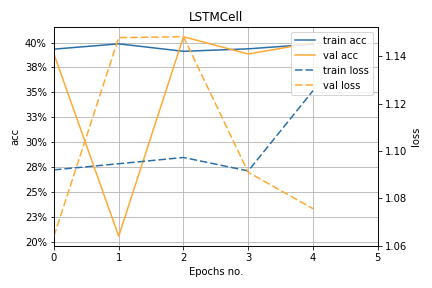 LSTMCell
40%
38%
35%
33%
30%
28%
25%
23%
20%
acc
train acc
val acc
train loss
val loss
1.14
1.12
1.10
1.08
1.06
loss
0 1 2 3 4 5
Epochs no.